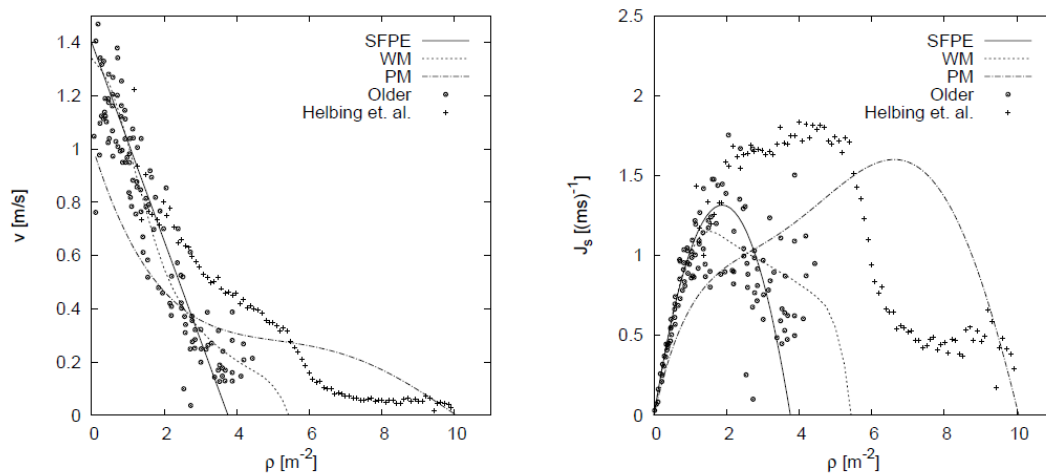 1.4
1.2
1
0.8
0.6
0.4
0.2
0
v [m/s]
SFPE
WM
PM
Older
Helbing et. al.
0 2 4 6 8 10
ρ [m⁻²]
2.5
2
1.5
1
0.5
0
Jₛ [(ms)⁻¹]
SFPE
WM
PM
Older
Helbing et. al.
0 2 4 6 8 10
ρ [m⁻²]